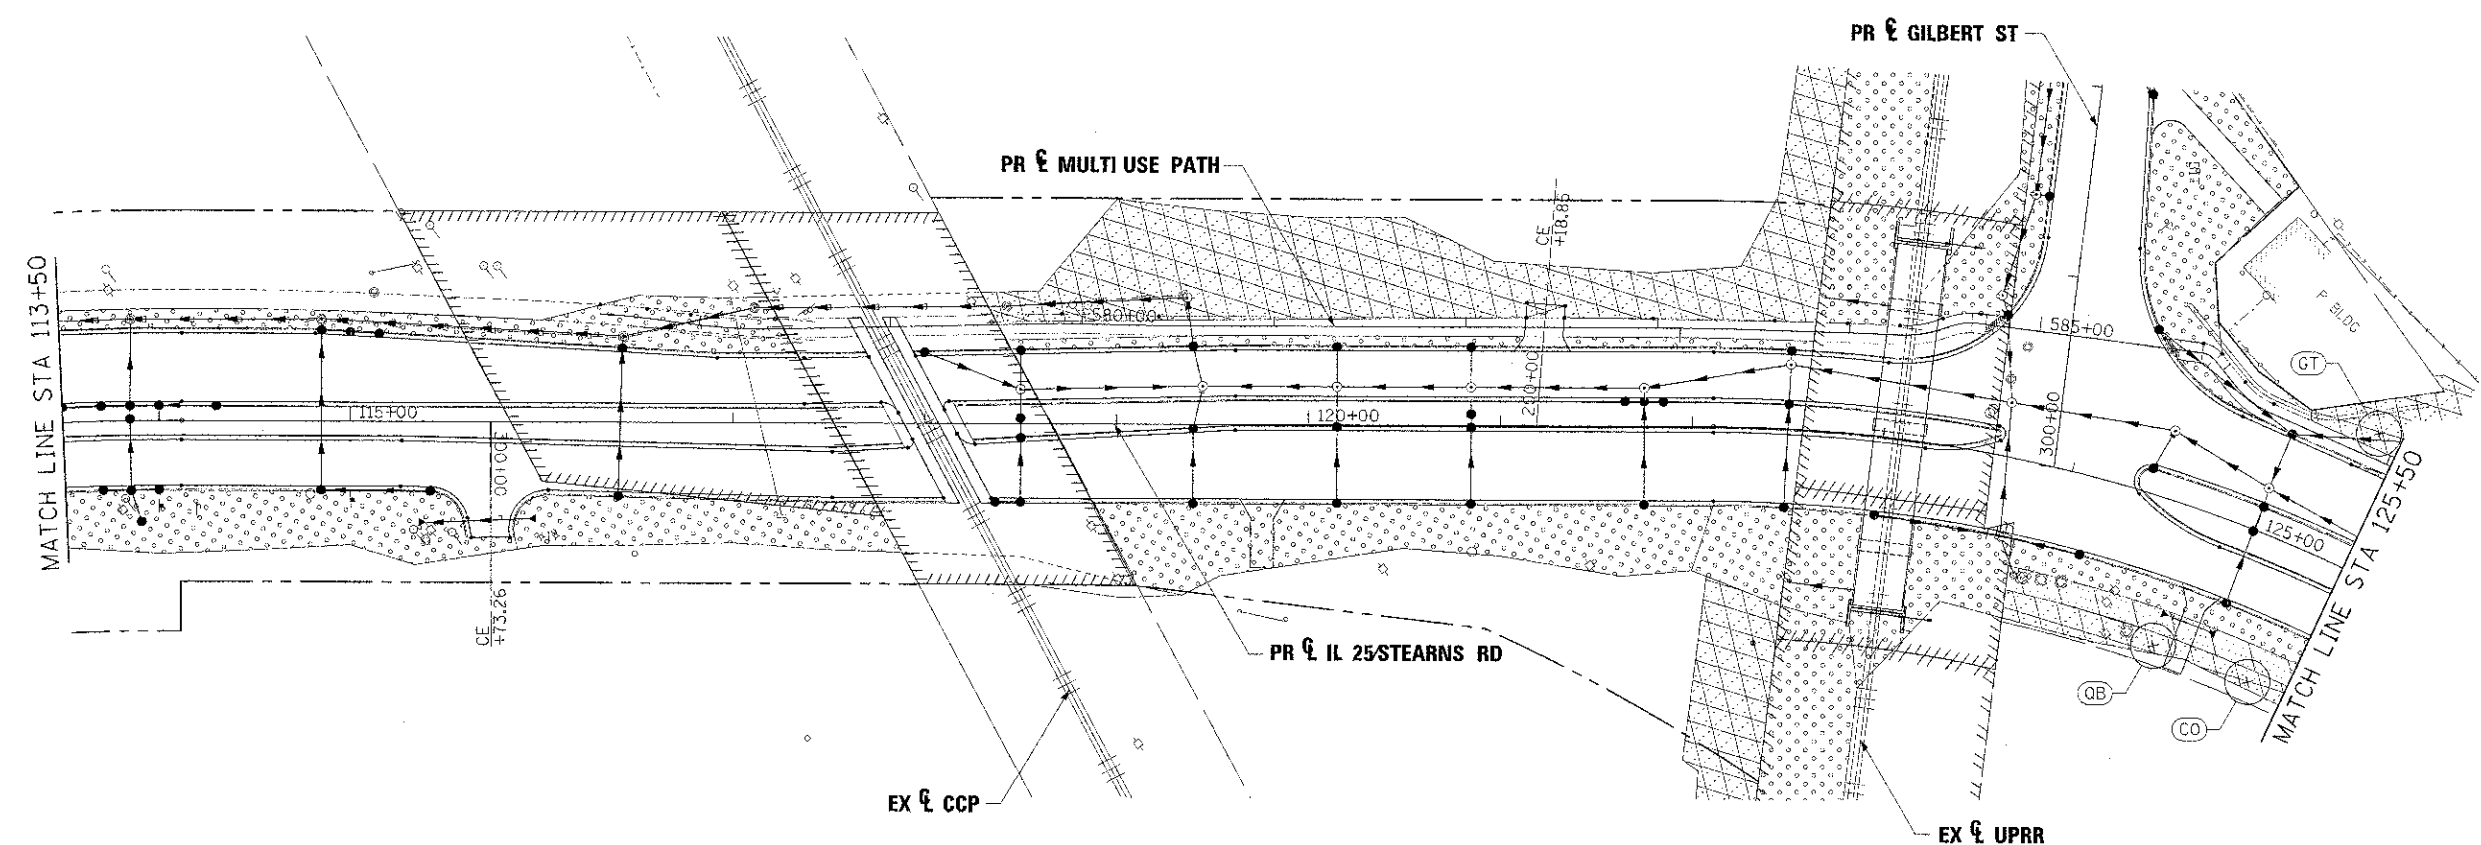 PR ℄ GILBERT ST
PR ℄ MULTI USE PATH
CE
+18.85
MATCH LINE STA 113+50
580+00
585+00
P BLDG
GT
115+00
120+00
200+00
300+00
300+00
125+00
MATCH LINE STA 125+50
CE
+73.26
PR ℄ IL 25/STEARNS RD
QB
CO
EX ℄ CCP
EX ℄ UPRR